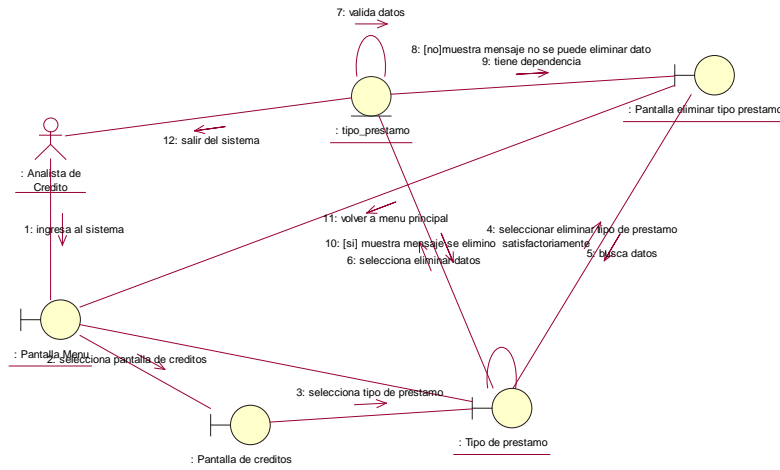 7: valida datos
8: [no]muestra mensaje no se puede eliminar dato
9: tiene dependencia
: Pantalla eliminar tipo prestamo
: tipo_prestamo
12: salir del sistema
: Analista de
Credito
11: volver a menu principal
4: seleccionar eliminar tipo de prestamo
1: ingresa al sistema
10: [si] muestra mensaje se elimino satisfactoriamente
5: busca datos
6: selecciona eliminar datos
: Pantalla Menu
2: selecciona pantalla de creditos
3: selecciona tipo de prestamo
: Tipo de prestamo
: Pantalla de creditos